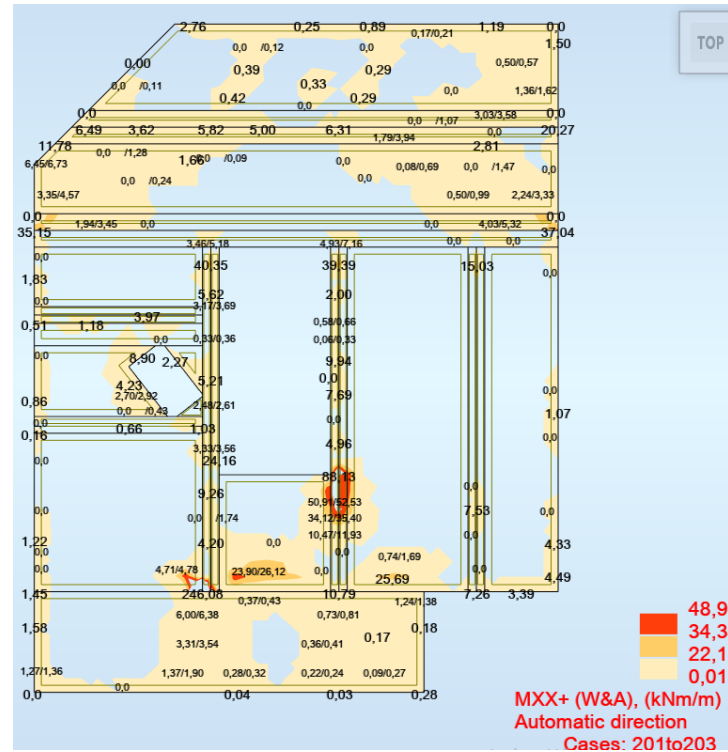 2,76 0,25 0,89 1,19 0,0
0,17/0,21
1,50
TOP
0,0 /0,12 0,0
0,00 0,39 0,29 0,50/0,57
0,0 /0,11 0,33 0,0 1,36/1,62
0,42 0,0 0,29
0,0 3,03/3,58 0,0
0,0 /1,07
6,49 3,62 5,82 5,00 6,31 0,0 20,27
1,79/3,94
11,78 2,81
0,0 /1,28 1,66 0,0 /0,09 0,0
6,45/6,73 0,08/0,69 0,0 /1,47 0,0
0,0 /0,24 0,0
3,35/4,57 0,50/0,99 2,24/3,33
0,0 0,0
1,94/3,45 0,0 0,0 4,03/5,32
35,15 37,04
3,46/5,18 4,93/7,16 0,0 0,0
0,0 40,35 39,39 15,03 0,0
1,83
5,62 2,00
0,0 3,17/3,69
3,97
0,51 1,18 0,58/0,66
0,0 0,33/0,36 0,06/0,33
0,0 8,90 2,27 9,94
4,23 5,21 0,0
2,70/2,92 7,69 0,0
0,86 2,48/2,61
0,0 /0,43 1,07
0,0 0,66 1,03 0,0
0,16 4,96 0,0
3,33/3,56
0,0 24,16
88,13
9,26 0,0
50,91/52,53
0,0 0,0 /1,74 34,12/35,40 7,53 0,0
10,47/11,93 0,0
1,22 4,20 0,0 4,33
0,0 0,0 0,74/1,69
0,0 4,71/4,78 23,90/26,12 0,0 25,69 0,0 4,49
1,45 246,08 10,79 7,26 3,39
0,37/0,43 1,24/1,38
6,00/6,38 0,73/0,81
1,58 0,17 0,18
3,31/3,54 0,36/0,41
1,27/1,36 1,37/1,90 0,28/0,32 0,22/0,24 0,09/0,27
0,0 0,0 0,04 0,03 0,28
48,9
34,3
22,1
0,01
MXX+ (W&A), (kNm/m)
Automatic direction
Cases: 201to203